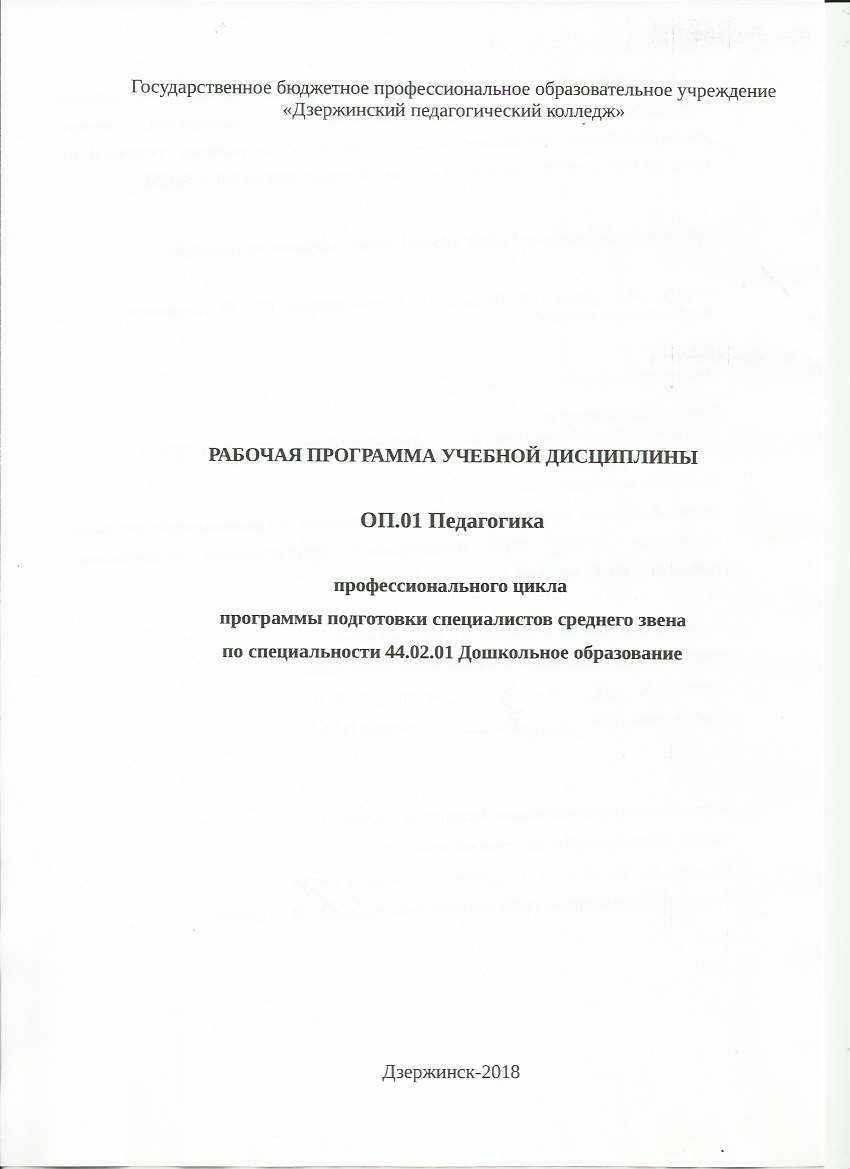 Государственное бюджетное профессиональное образовательное учреждение
«Дзержинский педагогический колледж»
РАБОЧАЯ ПРОГРАММА УЧЕБНОЙ ДИСЦИПЛИНЫ
ОП.01 Педагогика
профессионального цикла
программы подготовки специалистов среднего звена
по специальности 44.02.01 Дошкольное образование
Дзержинск-2018